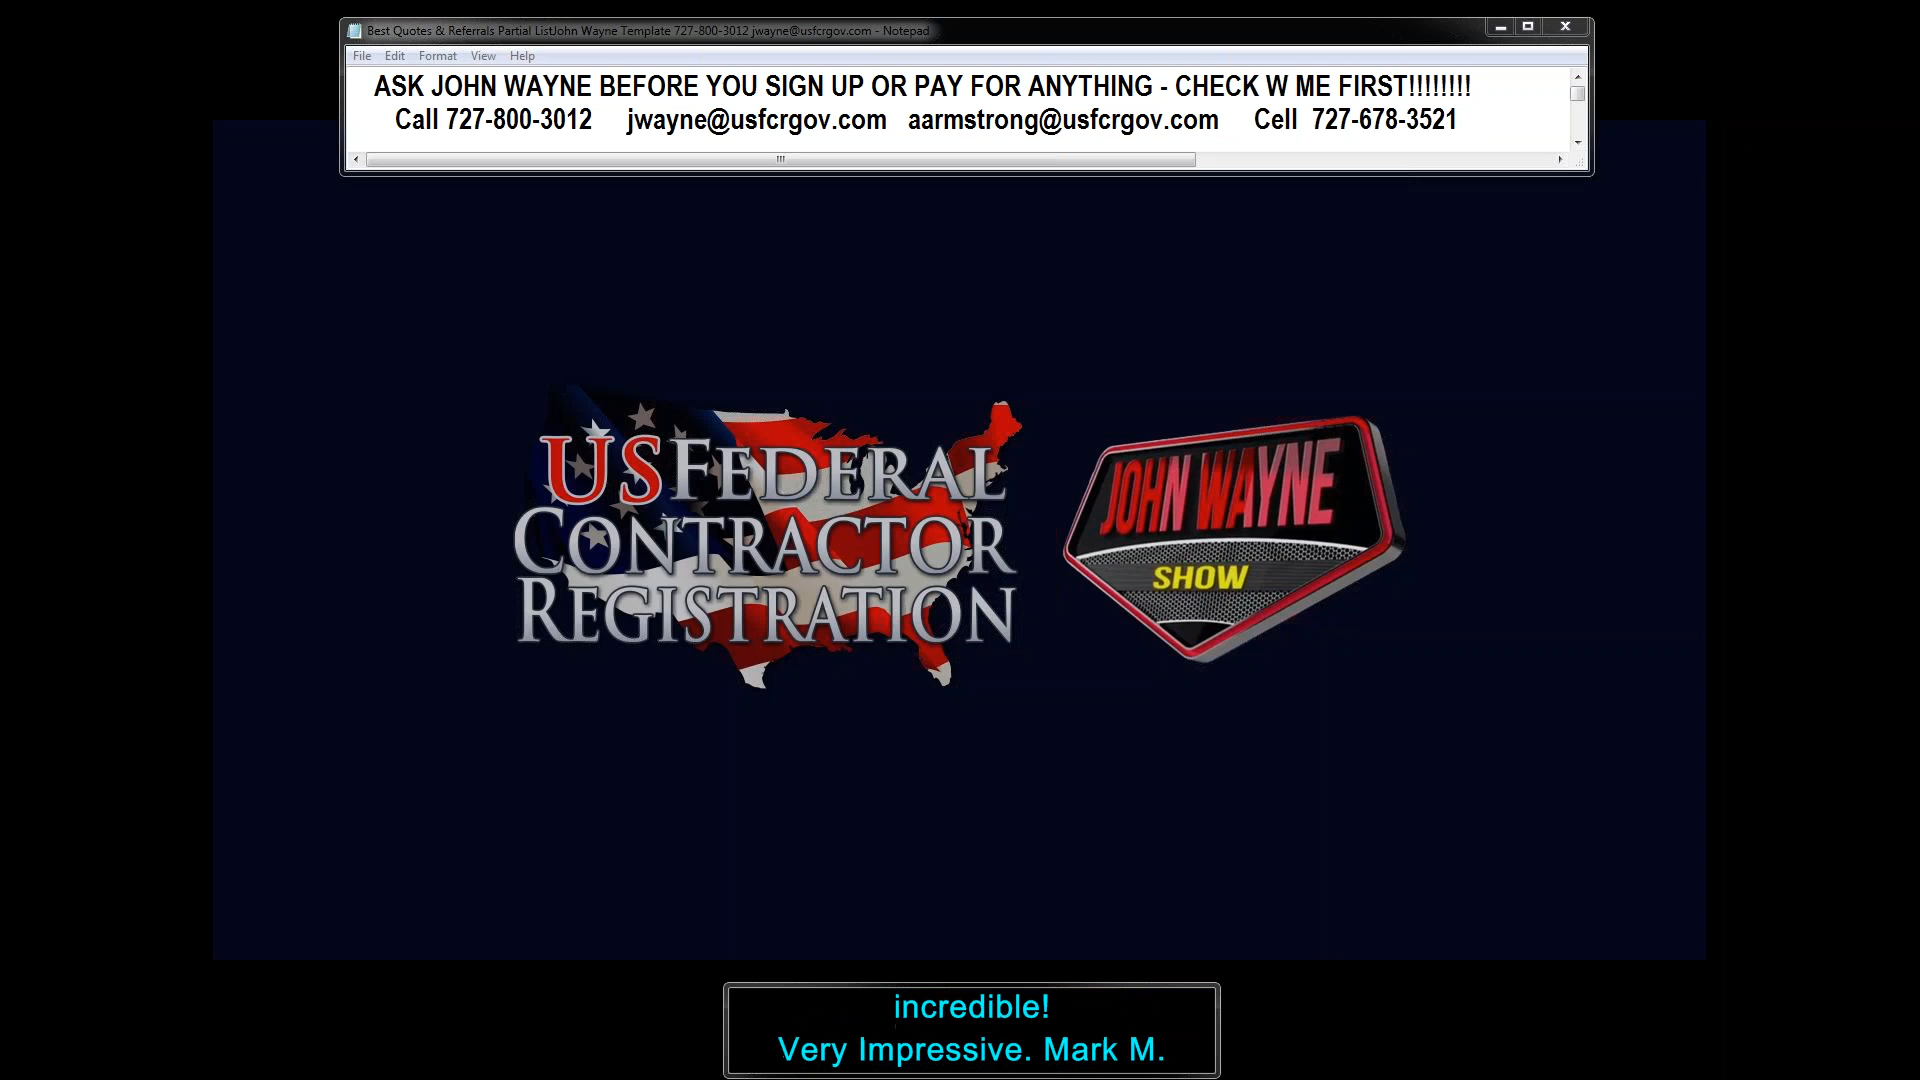 Best Quotes & Referrals Partial ListJohn Wayne Template 727-800-3012 jwayne@usfcrgov.com - Notepad
File Edit Format View Help
ASK JOHN WAYNE BEFORE YOU SIGN UP OR PAY FOR ANYTHING - CHECK W ME FIRST!!!!!!!!
Call 727-800-3012 jwayne@usfcrgov.com aarmstrong@usfcrgov.com Cell 727-678-3521
US FEDERAL
CONTRACTOR
REGISTRATION
JOHN WAYNE
SHOW
incredible!
Very Impressive. Mark M.